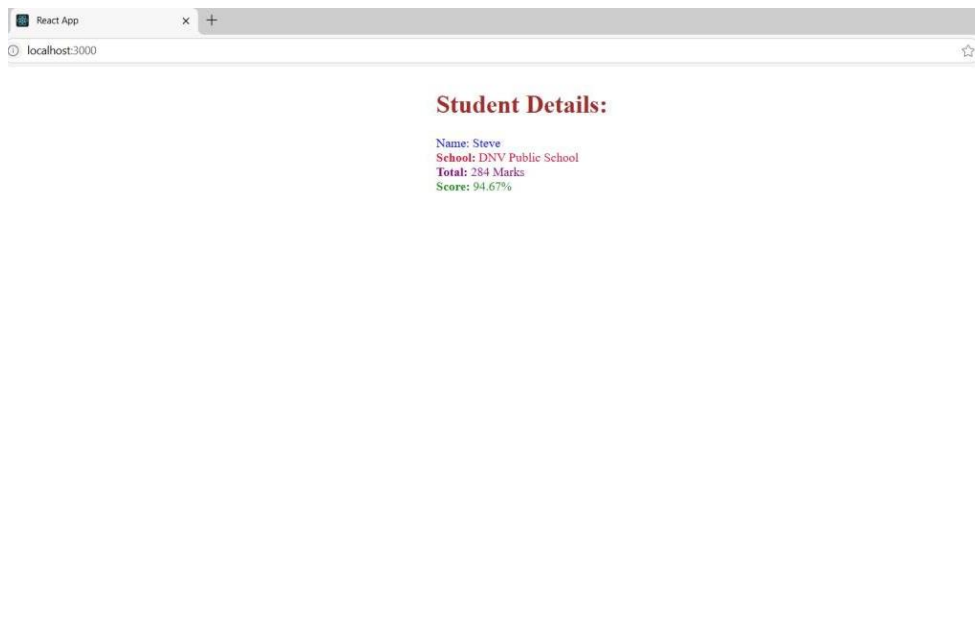 React App
localhost:3000
Student Details:
Name: Steve
School: DNV Public School
Total: 284 Marks
Score: 94.67%